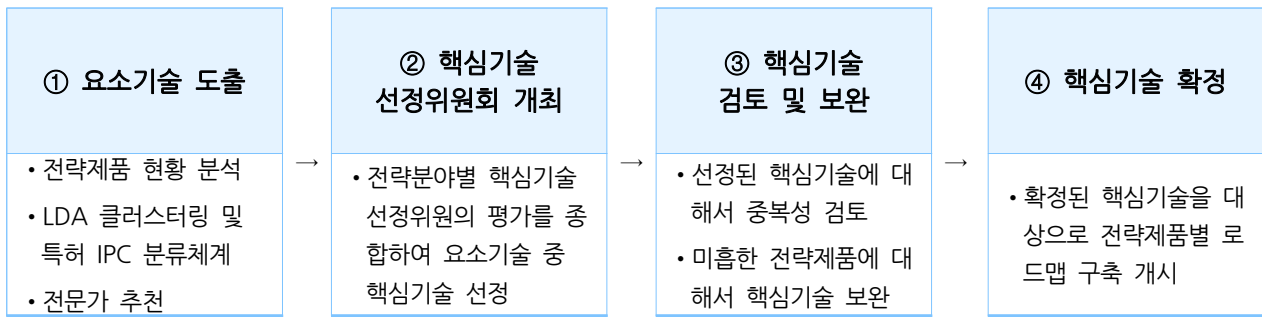 ① 요소기술 도출
• 전략제품 현황 분석
• LDA 클러스터링 및
특허 IPC 분류체계
• 전문가 추천
→
② 핵심기술
선정위원회 개최
• 전략분야별 핵심기술
선정위원의 평가를 종
합하여 요소기술 중
핵심기술 선정
→
③ 핵심기술
검토 및 보완
• 선정된 핵심기술에 대
해서 중복성 검토
• 미흡한 전략제품에 대
해서 핵심기술 보완
→
④ 핵심기술 확정
• 확정된 핵심기술을 대
상으로 전략제품별 로
드맵 구축 개시